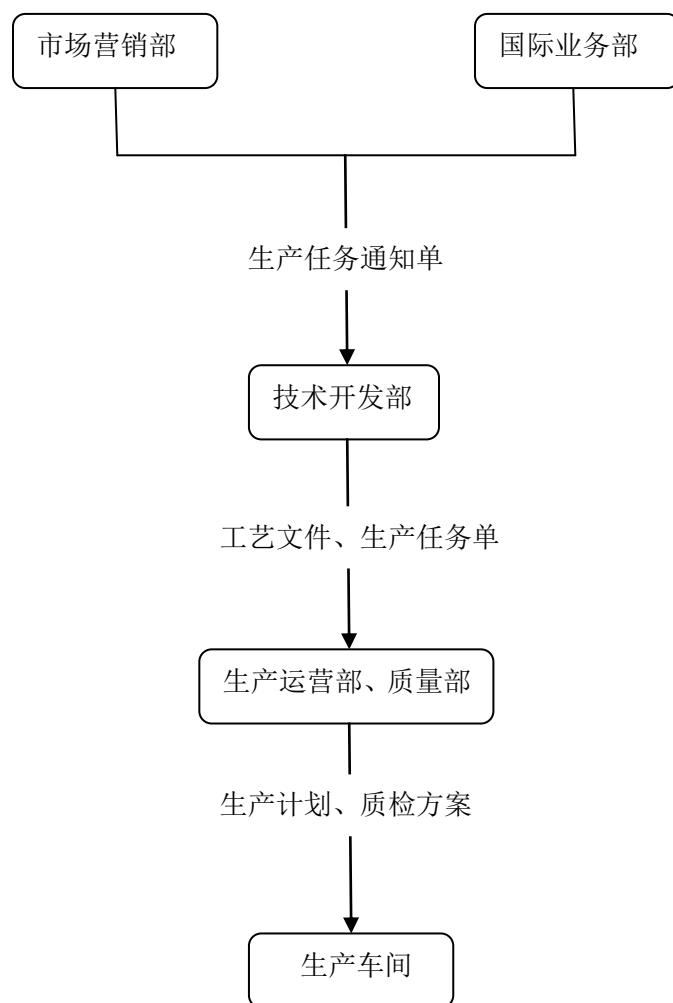 市场营销部
国际业务部
生产任务通知单
技术开发部
工艺文件、生产任务单
生产运营部、质量部
生产计划、质检方案
生产车间